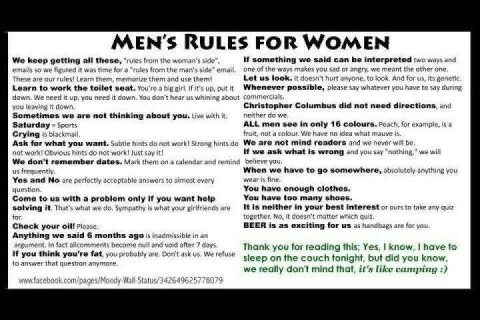 MEN'S RULES FOR WOMEN
We keep getting all these, "rules from the woman's side",
emails so we figured it was time for a "rules from the man's side" email.
These are our rules! Learn them, memorize them and use them!
Learn to work the toilet seat. You're a big girl. If it's up, put it
down. We need it up, you need it down. You don't hear us whining about
you leaving it down.
Sometimes we are not thinking about you. Live with it.
Saturday = Sports
Crying is blackmail.
Ask for what you want. Subtle hints do not work! Strong hints do
not work! Obvious hints do not work! Just say it!
We don't remember dates. Mark them on a calendar and remind
us frequently.
Yes and No are perfectly acceptable answers to almost every
question.
Come to us with a problem only if you want help
solving it. That's what we do. Sympathy is what your girlfriends are
for.
Check your oil! Please.
Anything we said 6 months ago is inadmissible in an
argument. In fact allcomments become null and void after 7 days.
If you think you're fat, you probably are. Don't ask us. We refuse
to answer that question anymore.
www.facebook.com/pages/Moody-Wall-Status/342649625778079
If something we said can be interpreted two ways and
one of the ways makes you sad or angry, we meant the other one.
Let us look. It doesn't hurt anyone, to look. And for us, its genetic.
Whenever possible, please say whatever you have to say during
commercials.
Christopher Columbus did not need directions, and
neither do we.
ALL men see in only 16 colours. Peach, for example, is a
fruit, not a colour. We have no idea what mauve is.
We are not mind readers and we never will be.
If we ask what is wrong and you say "nothing," we will
believe you.
When we have to go somewhere, absolutely anything you
wear is fine.
You have enough clothes.
You have too many shoes.
It is neither in your best interest or ours to take any quiz
together. No, it doesn't matter which quiz.
BEER is as exciting for us as handbags are for you.
Thank you for reading this; Yes, I know, I have to
sleep on the couch tonight, but did you know,
we really don't mind that, it's like camping :)